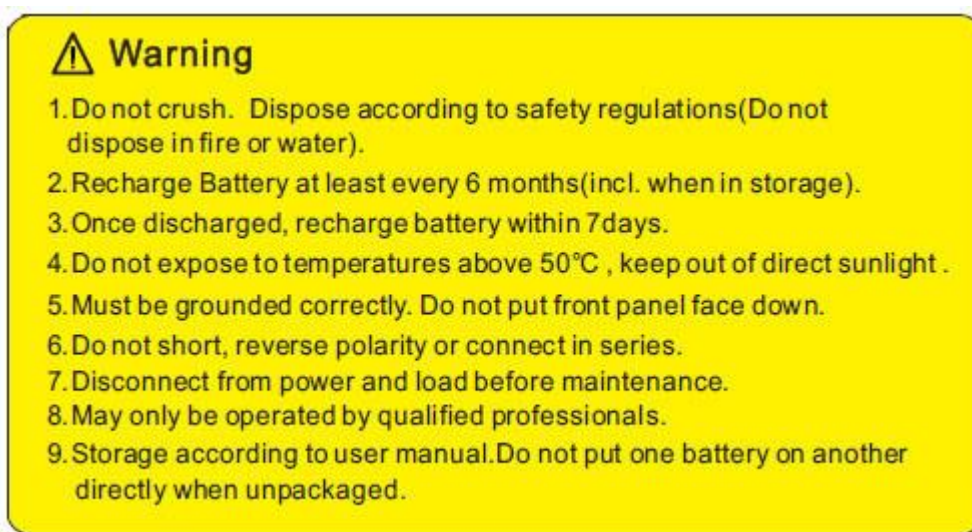 Warning
1.Do not crush. Dispose according to safety regulations(Do not
dispose in fire or water).
2.Recharge Battery at least every 6 months(incl. when in storage).
3.Once discharged, recharge battery within 7days.
4.Do not expose to temperatures above 50℃ , keep out of direct sunlight .
5.Must be grounded correctly. Do not put front panel face down.
6.Do not short, reverse polarity or connect in series.
7.Disconnect from power and load before maintenance.
8.May only be operated by qualified professionals.
9.Storage according to user manual.Do not put one battery on another
directly when unpackaged.